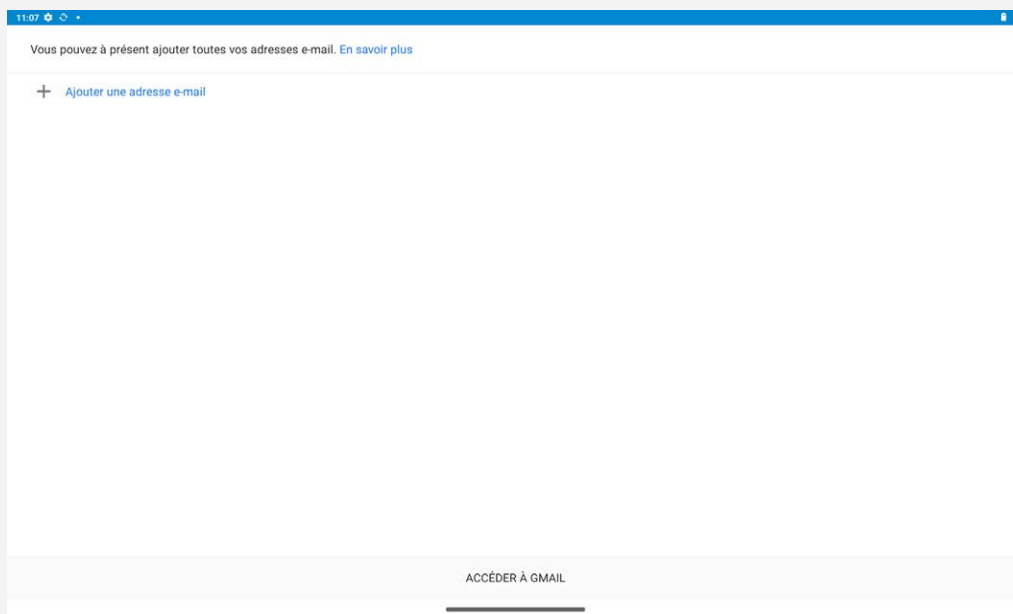 11:07
Vous pouvez à présent ajouter toutes vos adresses e-mail. En savoir plus
Ajouter une adresse e-mail
ACCÉDER À GMAIL